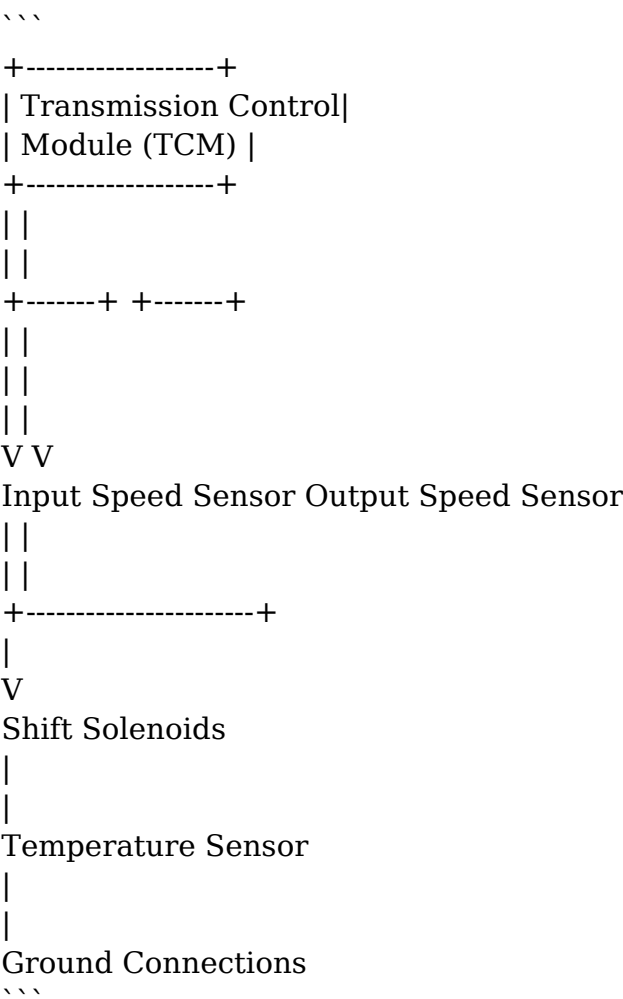 ```
+-------------------+
| Transmission Control|
| Module (TCM) |
+-------------------+
| |
| |
+-------+ +-------+
| |
| |
| |
V V
Input Speed Sensor Output Speed Sensor
| |
| |
+-----------------------+
|
V
Shift Solenoids
|
|
Temperature Sensor
|
|
Ground Connections
```